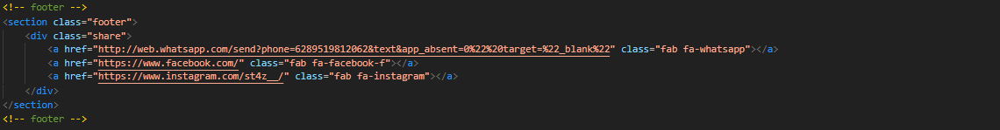 <!-- footer -->
<section class="footer">
<div class="share">
<a href="http://web.whatsapp.com/send?phone=6289519812062&text&app_absent=0%22%20target=%22_blank%22" class="fab fa-whatsapp"></a>
<a href="https://www.facebook.com/" class="fab fa-facebook-f"></a>
<a href="https://www.instagram.com/st4z__/" class="fab fa-instagram"></a>
</div>
</section>
<!-- footer -->